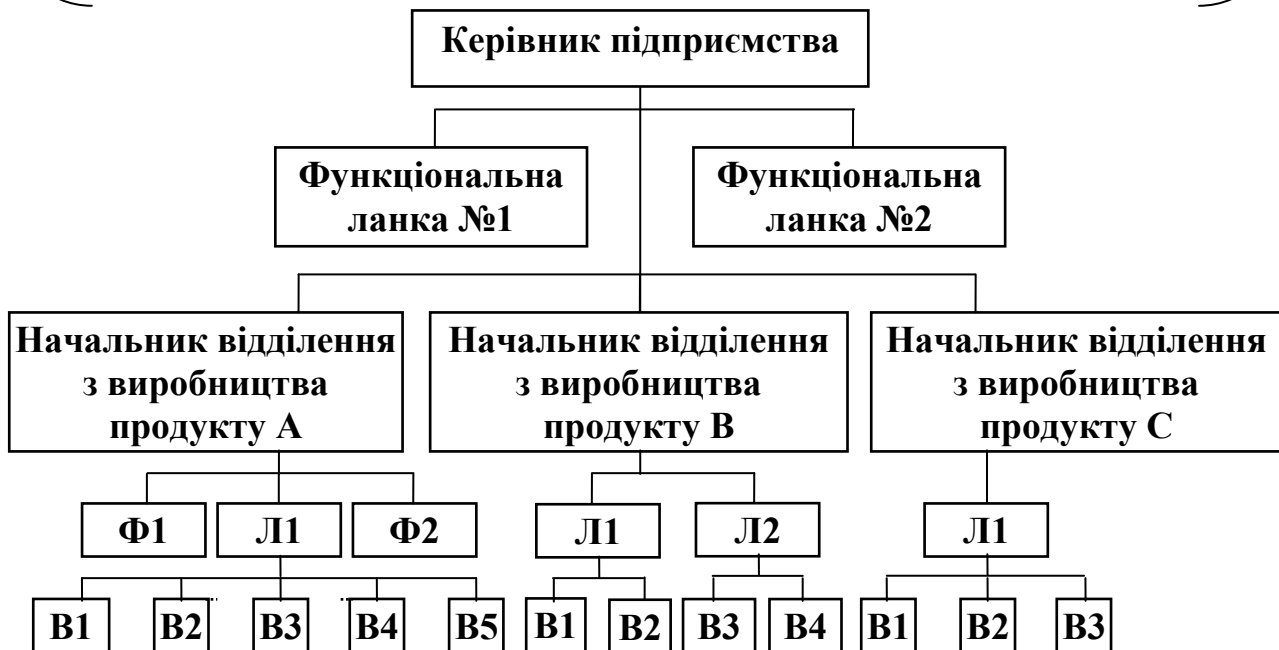 Керівник підприємства
Функціональна
ланка №1
Функціональна
ланка №2
Начальник відділення
з виробництва
продукту А
Начальник відділення
з виробництва
продукту В
Начальник відділення
з виробництва
продукту С
Ф1
Л1
Ф2
Л1
Л2
Л1
В1
В2
В3
В4
В5
В1
В2
В3
В4
В1
В2
В3